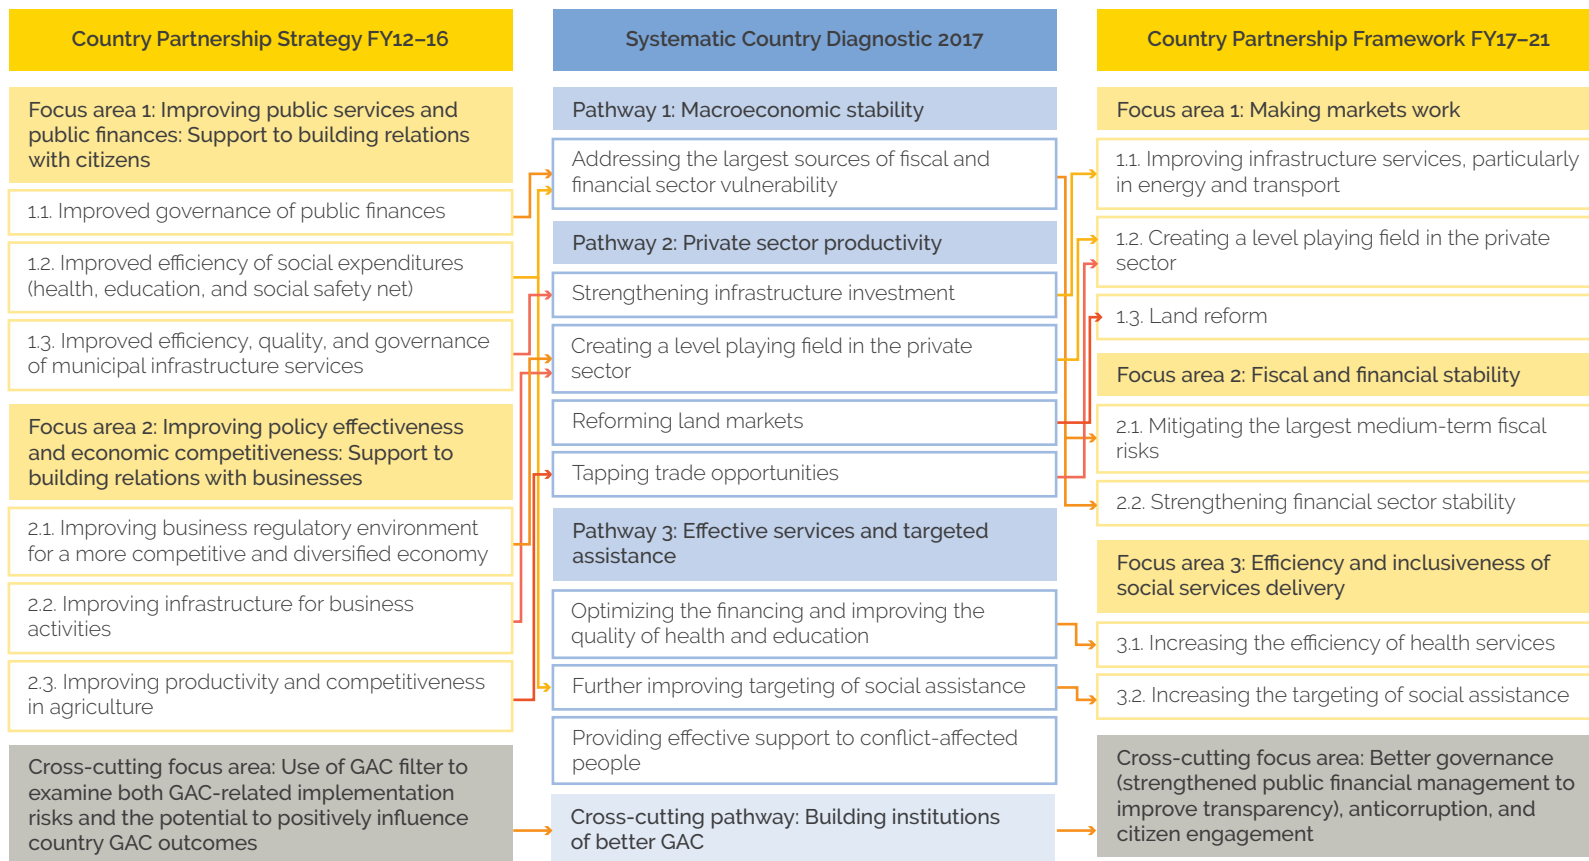 Country Partnership Strategy FY12–16
Focus area 1: Improving public services and
public finances: Support to building relations
with citizens
1.1. Improved governance of public finances
1.2. Improved efficiency of social expenditures
(health, education, and social safety net)
1.3. Improved efficiency, quality, and governance
of municipal infrastructure services
Focus area 2: Improving policy effectiveness
and economic competitiveness: Support to
building relations with businesses
2.1. Improving business regulatory environment
for a more competitive and diversified economy
2.2. Improving infrastructure for business
activities
2.3. Improving productivity and competitiveness
in agriculture
Cross-cutting focus area: Use of GAC filter to
examine both GAC-related implementation
risks and the potential to positively influence
country GAC outcomes
Systematic Country Diagnostic 2017
Pathway 1: Macroeconomic stability
Addressing the largest sources of fiscal and
financial sector vulnerability
Pathway 2: Private sector productivity
Strengthening infrastructure investment
Creating a level playing field in the private
sector
Reforming land markets
Tapping trade opportunities
Pathway 3: Effective services and targeted
assistance
Optimizing the financing and improving the
quality of health and education
Further improving targeting of social assistance
Providing effective support to conflict-affected
people
Cross-cutting pathway: Building institutions
of better GAC
Country Partnership Framework FY17–21
Focus area 1: Making markets work
1.1. Improving infrastructure services, particularly
in energy and transport
1.2. Creating a level playing field in the private
sector
1.3. Land reform
Focus area 2: Fiscal and financial stability
2.1. Mitigating the largest medium-term fiscal
risks
2.2. Strengthening financial sector stability
Focus area 3: Efficiency and inclusiveness of
social services delivery
3.1. Increasing the efficiency of health services
3.2. Increasing the targeting of social assistance
Cross-cutting focus area: Better governance
(strengthened public financial management to
improve transparency), anticorruption, and
citizen engagement